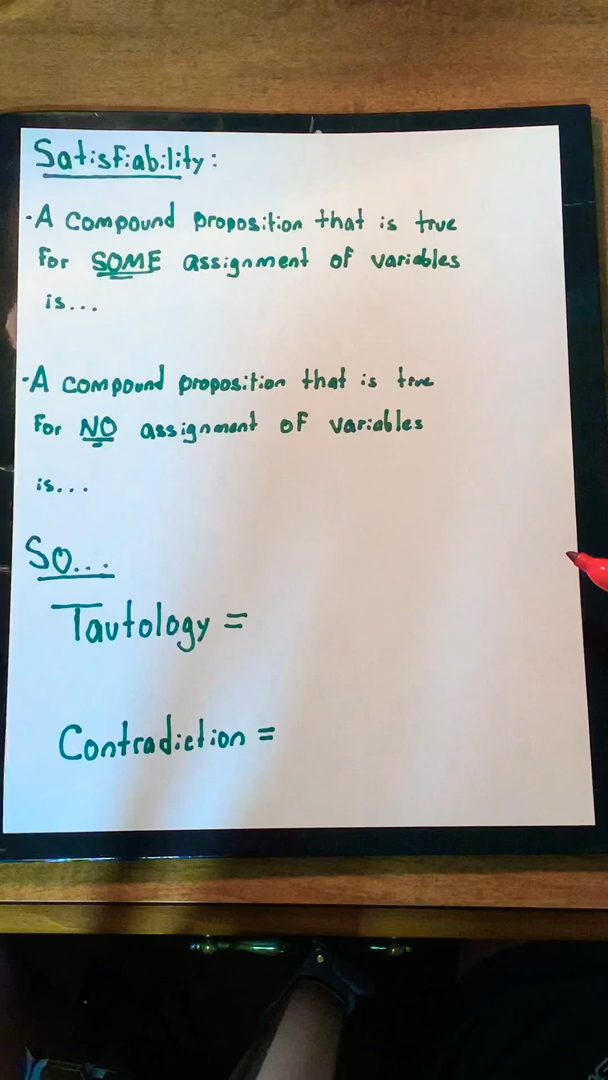 Satisfiability:
·A compound proposition that is true
for SOME assignment of variables
is...
·A compound proposition that is true
for NO assignment of variables
is...
So...
Tautology =
Contradiction =